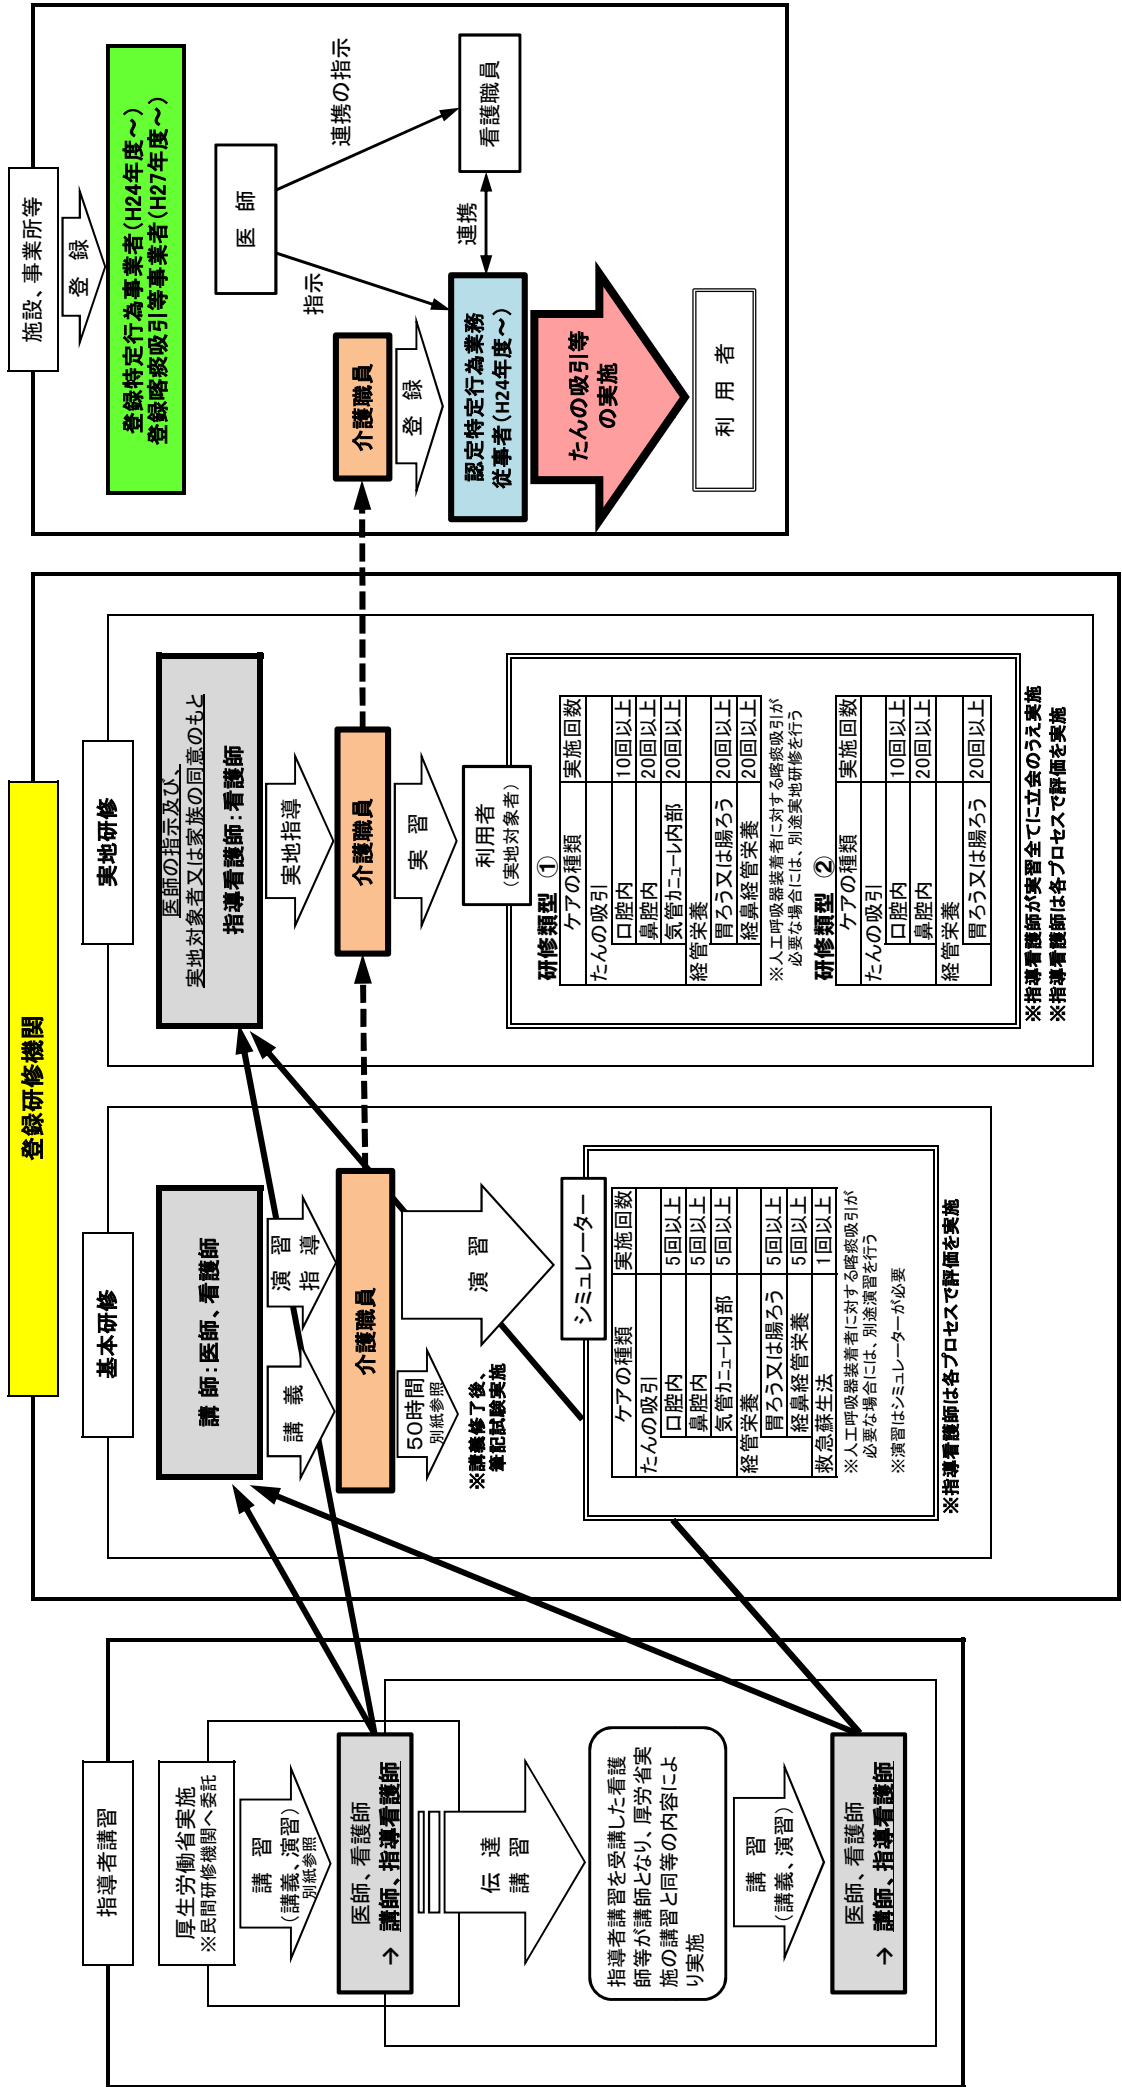 指導者講習
厚生労働省実施
※民間研修機関へ委託
講　習
（講義、演習）
別紙参照
医師、看護師
→ 講師、指導看護師
伝　達
講　習
指導者講習を受講した看護
師等が講師となり、厚労省実
施の講習と同等の内容によ
り実施
講　習
（講義、演習）
医師、看護師
→ 講師、指導看護師
登録研修機関
基本研修
講 師：医師、看護師
講　義
演　習
指　導
介護職員
50時間
別紙参照
※講義修了後、
筆記試験実施
演　習
シミュレーター
ケアの種類 実施回数
たんの吸引
口腔内 5回以上
鼻腔内 5回以上
気管カニューレ内部 5回以上
経管栄養
胃ろう又は腸ろう 5回以上
経鼻経管栄養 5回以上
救急蘇生法 1回以上
※人工呼吸器装着者に対する喀痰吸引が
必要な場合には、別途演習を行う
※演習はシミュレーターが必要
※指導看護師は各プロセスで評価を実施
実地研修
医師の指示及び、
実地対象者又は家族の同意のもと
指導看護師：看護師
実地指導
介護職員
実　習
利用者
（実地対象者）
研修類型　①
ケアの種類 実施回数
たんの吸引
口腔内 10回以上
鼻腔内 20回以上
気管カニューレ内部 20回以上
経管栄養
胃ろう又は腸ろう 20回以上
経鼻経管栄養 20回以上
※人工呼吸器装着者に対する喀痰吸引が
必要な場合には、別途実地研修を行う
研修類型　②
ケアの種類 実施回数
たんの吸引
口腔内 10回以上
鼻腔内 20回以上
経管栄養
胃ろう又は腸ろう 20回以上
※指導看護師が実習全てに立会のうえ実施
※指導看護師は各プロセスで評価を実施
施設、事業所等
登　録
登録特定行為事業者（H24年度～）
登録喀痰吸引等事業者（H27年度～）
医　師
指示
連携の指示
看護職員
連携
介護職員
登　録
認定特定行為業務
従事者（H24年度～）
たんの吸引等
の実施
利　用　者